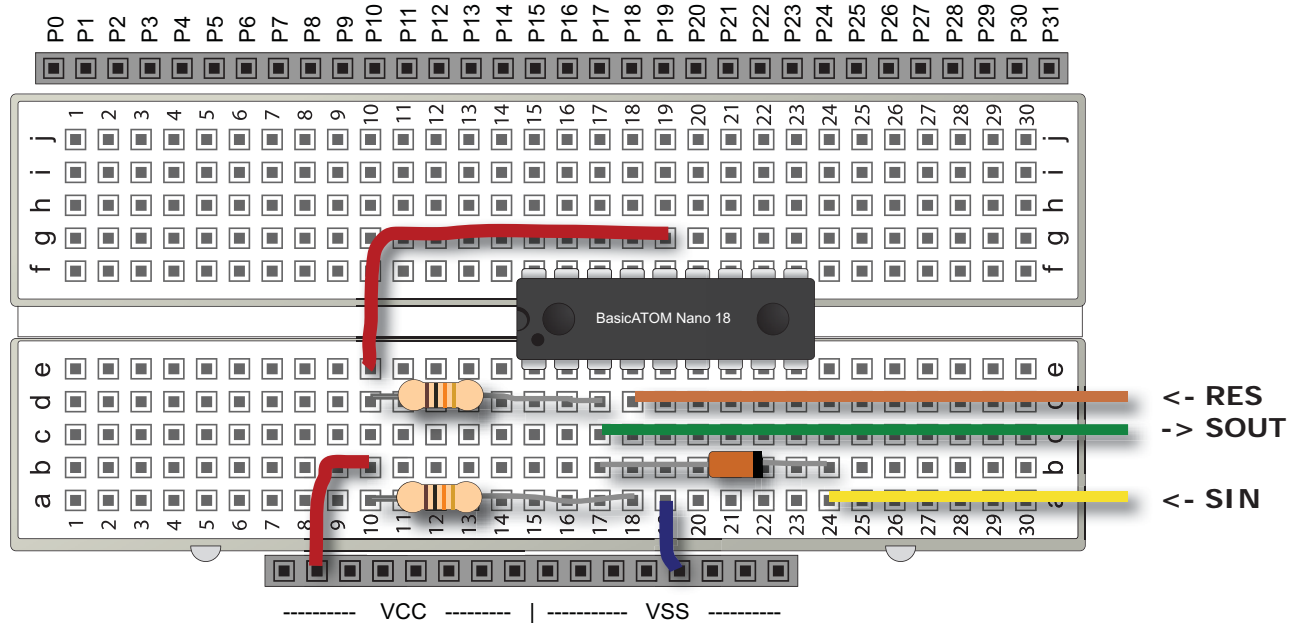 P0 P1 P2 P3 P4 P5 P6 P7 P8 P9 P10 P11 P12 P13 P14 P15 P16 P17 P18 P19 P20 P21 P22 P23 P24 P25 P26 P27 P28 P29 P30 P31
1 2 3 4 5 6 7 8 9 10 11 12 13 14 15 16 17 18 19 20 21 22 23 24 25 26 27 28 29 30
j j
i i
h h
g g
f f
BasicATOM Nano 18
e e
d d <- RES
c c -> SOUT
b b
a a <- SIN
1 2 3 4 5 6 7 8 9 10 11 12 13 14 15 16 17 18 19 20 21 22 23 24 25 26 27 28 29 30
---------- VCC --------- | ----------- VSS ----------